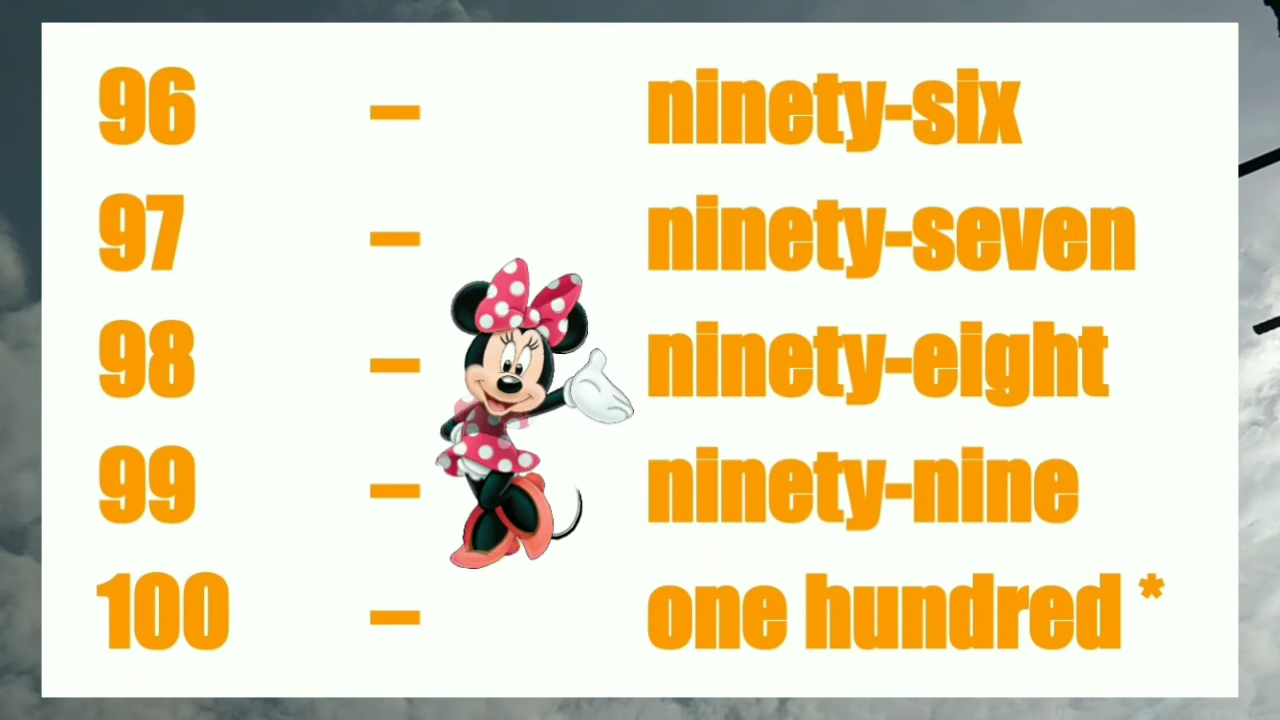 96 – ninety-six
97 – ninety-seven
98 – ninety-eight
99 – ninety-nine
100 – one hundred *